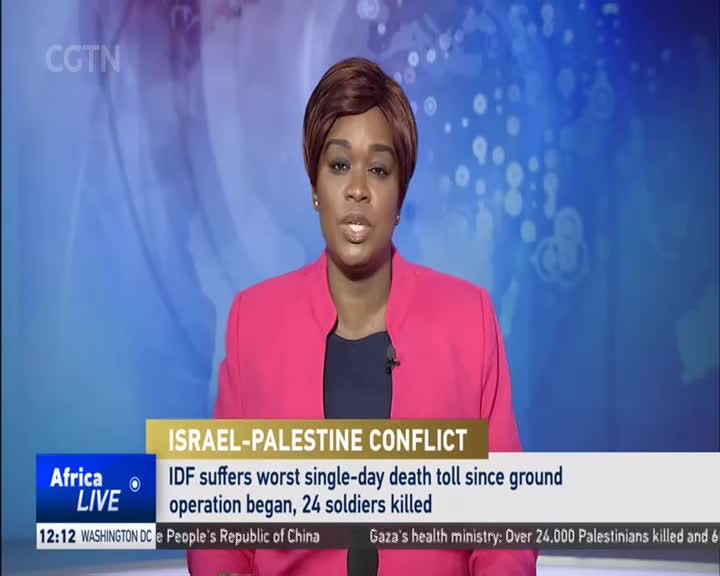 CGTN
ISRAEL-PALESTINE CONFLICT
Africa
LIVE
IDF suffers worst single-day death toll since ground
operation began, 24 soldiers killed
12:12 WASHINGTON DC e People's Republic of China Gaza's health ministry: Over 24,000 Palestinians killed and 6